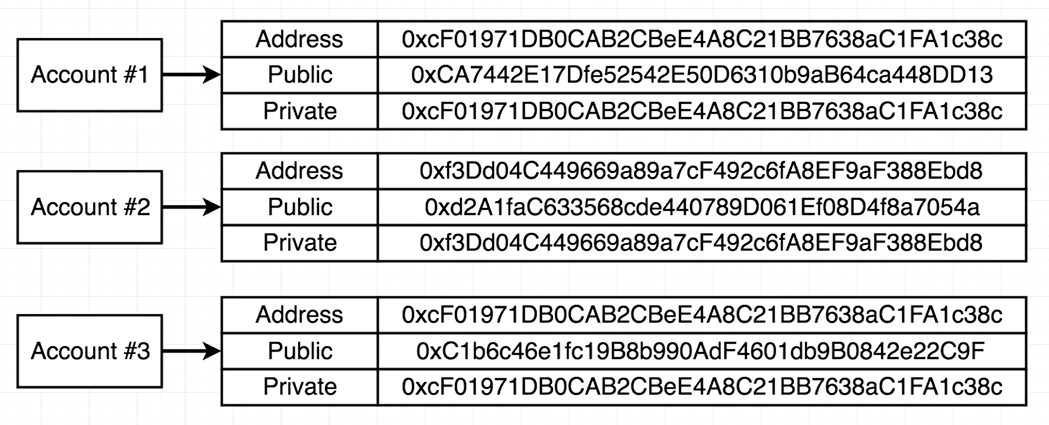 Address 0xcF01971DB0CAB2CBeE4A8C21BB7638aC1FA1c38c
Account #1 Public 0xCA7442E17Dfe52542E50D6310b9aB64ca448DD13
Private 0xcF01971DB0CAB2CBeE4A8C21BB7638aC1FA1c38c
Address 0xf3Dd04C449669a89a7cF492c6fA8EF9aF388Ebd8
Account #2 Public 0xd2A1faC633568cde440789D061Ef08D4f8a7054a
Private 0xf3Dd04C449669a89a7cF492c6fA8EF9aF388Ebd8
Address 0xcF01971DB0CAB2CBeE4A8C21BB7638aC1FA1c38c
Account #3 Public 0xC1b6c46e1fc19B8b990AdF4601db9B0842e22C9F
Private 0xcF01971DB0CAB2CBeE4A8C21BB7638aC1FA1c38c